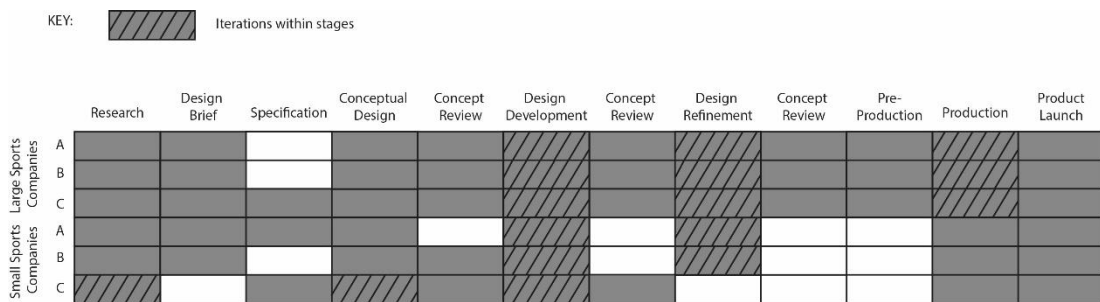 KEY:
Iterations within stages
Research
Design
Brief
Specification
Conceptual
Design
Concept
Review
Design
Development
Concept
Review
Design
Refinement
Concept
Review
Pre-
Production
Production
Product
Launch
Large Sports
Companies
A
B
C
Small Sports
Companies
A
B
C